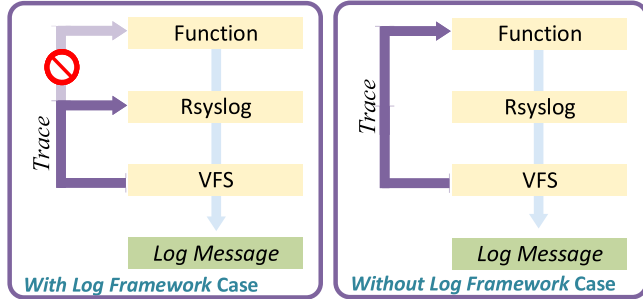 Function
Rsyslog
Trace
VFS
Log Message
With Log Framework Case
Function
Trace
Rsyslog
VFS
Log Message
Without Log Framework Case